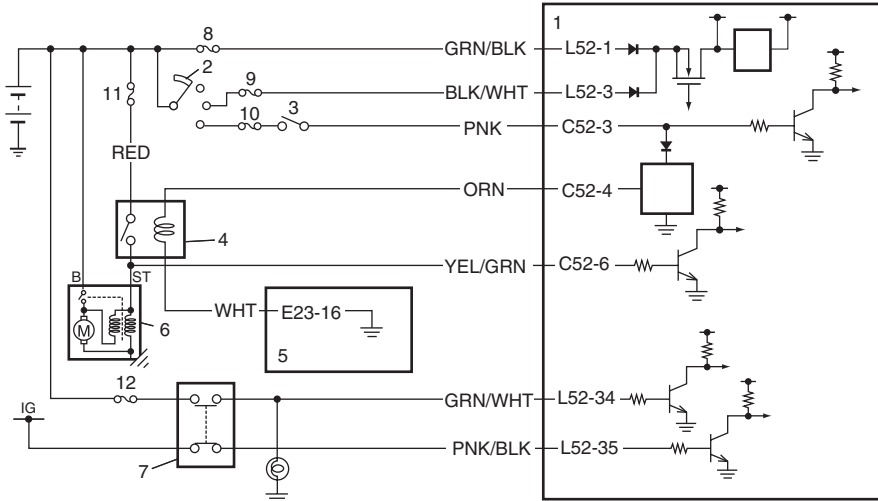 1
8
GRN/BLK L52-1
2
9
BLK/WHT L52-3
11
10
3
PNK C52-3
RED
ORN C52-4
4
YEL/GRN C52-6
B
ST
WHT E23-16
M
6
5
12
GRN/WHT L52-34
IG
PNK/BLK L52-35
7